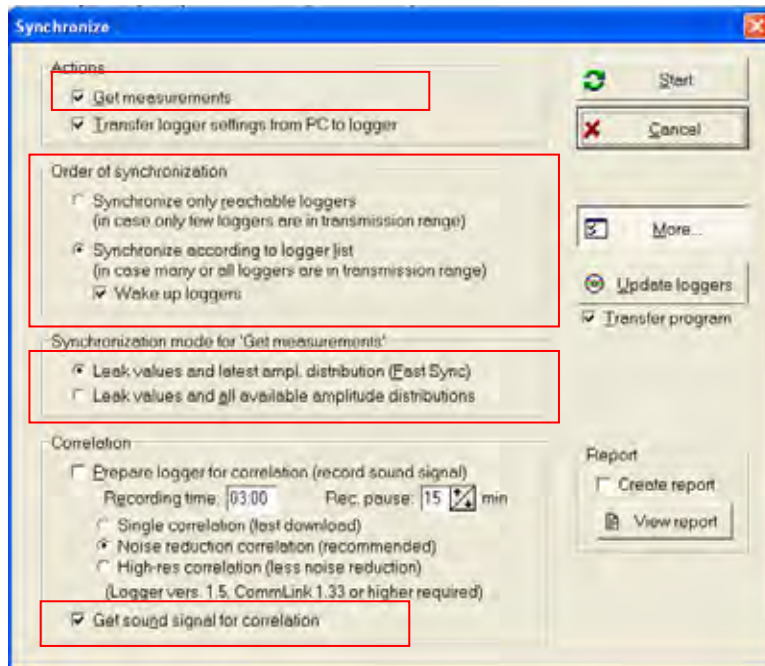 Synchronize
Actions
Get measurements
Transfer logger settings from PC to logger
Start
Cancel
Order of synchronization
Synchronize only reachable loggers
(in case only few loggers are in transmission range)
Synchronize according to logger list
(in case many or all loggers are in transmission range)
Wake up loggers
More...
Update loggers
Transfer program
Synchronization mode for 'Get measurements'
Leak values and latest ampl. distribution (Fast Sync)
Leak values and all available amplitude distributions
Correlation
Prepare logger for correlation (record sound signal)
Recording time: 03:00 Rec. pause: 15 min
Single correlation (fast download)
Noise reduction correlation (recommended)
High-res correlation (less noise reduction)
(Logger vers. 1.5, CommLink 1.33 or higher required)
Get sound signal for correlation
Report
Create report
View report